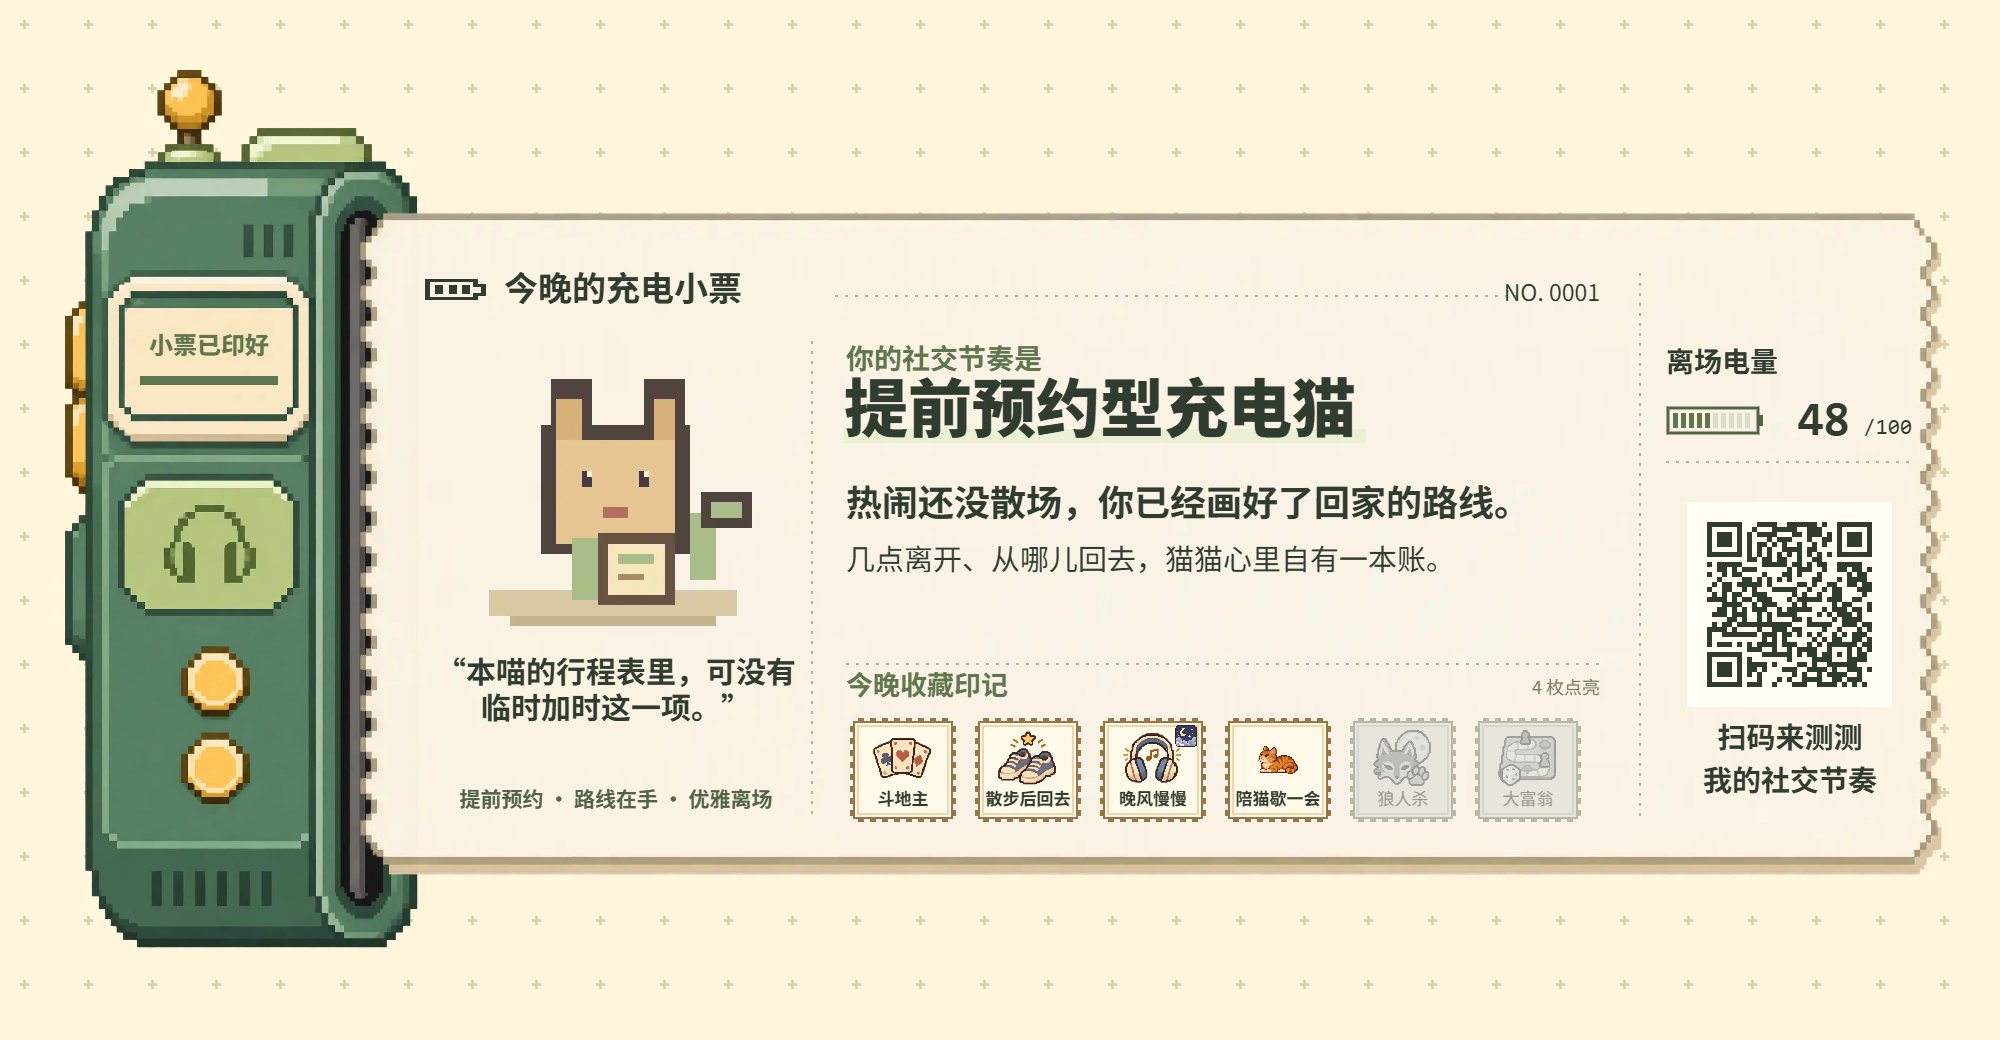 小票已印好
今晚的充电小票
NO. 0001
“本喵的行程表里，可没有
临时加时这一项。”
提前预约 · 路线在手 · 优雅离场
你的社交节奏是
提前预约型充电猫
热闹还没散场，你已经画好了回家的路线。
几点离开、从哪儿回去，猫猫心里自有一本账。
今晚收藏印记
4 枚点亮
斗地主
散步后回去
晚风慢慢
陪猫歇一会
狼人杀
大富翁
离场电量
48 /100
扫码来测测
我的社交节奏